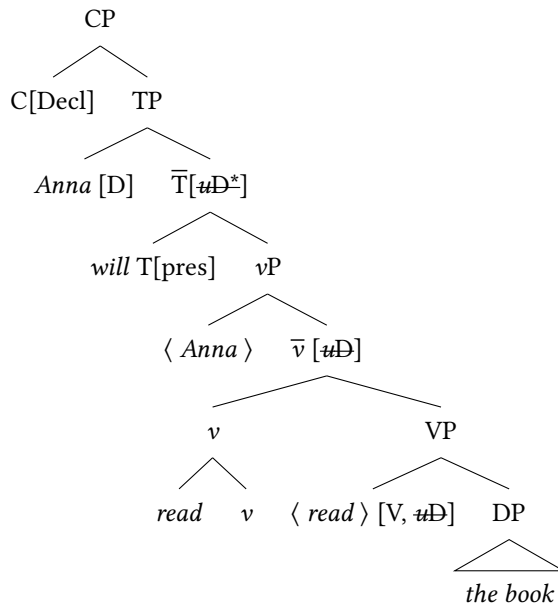 CP
C[Decl] TP
Anna [D] T̅[uD*]
will T[pres] vP
⟨ Anna ⟩ v̅ [uD]
v VP
read v ⟨ read ⟩ [V, uD] DP
the book